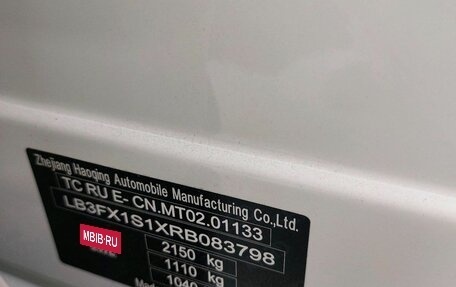 Zhejiang Haoqing Automobile Manufacturing Co.,Ltd.
TC RU E- CN.MT02.01133
LB3FX1S1XRB083798
MBIB.RU
2150 kg
1110 kg
1040